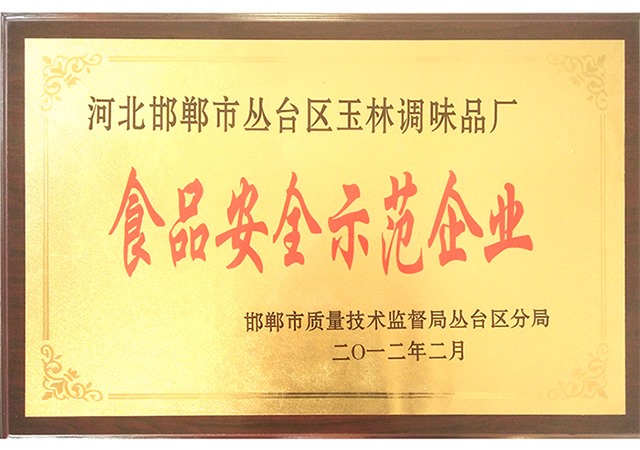 河北邯郸市丛台区玉林调味品厂
食品安全示范企业
邯郸市质量技术监督局丛台区分局
二〇一二年二月